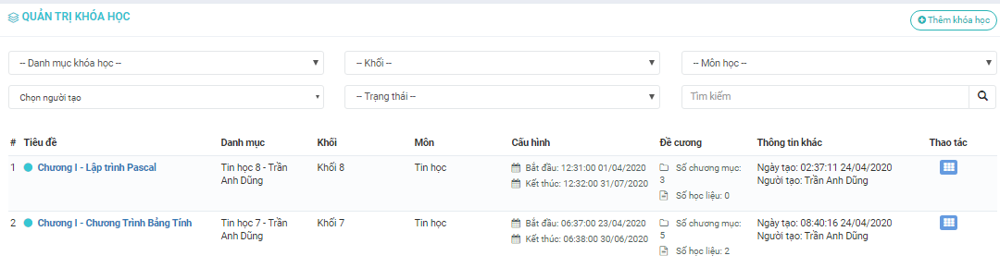 QUẢN TRỊ KHÓA HỌC
Thêm khóa học
-- Danh mục khóa học --
-- Khối --
-- Môn học --
Chọn người tạo
-- Trạng thái --
Tìm kiếm
# Tiêu đề Danh mục Khối Môn Cấu hình Đề cương Thông tin khác Thao tác
1 Chương I - Lập trình Pascal Tin học 8 - Trần Khối 8 Tin học Bắt đầu: 12:31:00 01/04/2020 Số chương mục: Ngày tạo: 02:37:11 24/04/2020
Anh Dũng Kết thúc: 12:32:00 31/07/2020 3 Người tạo: Trần Anh Dũng
Số học liệu: 0
2 Chương I - Chương Trình Bảng Tính Tin học 7 - Trần Khối 7 Tin học Bắt đầu: 06:37:00 23/04/2020 Số chương mục: Ngày tạo: 08:40:16 24/04/2020
Anh Dũng Kết thúc: 06:38:00 30/06/2020 5 Người tạo: Trần Anh Dũng
Số học liệu: 2